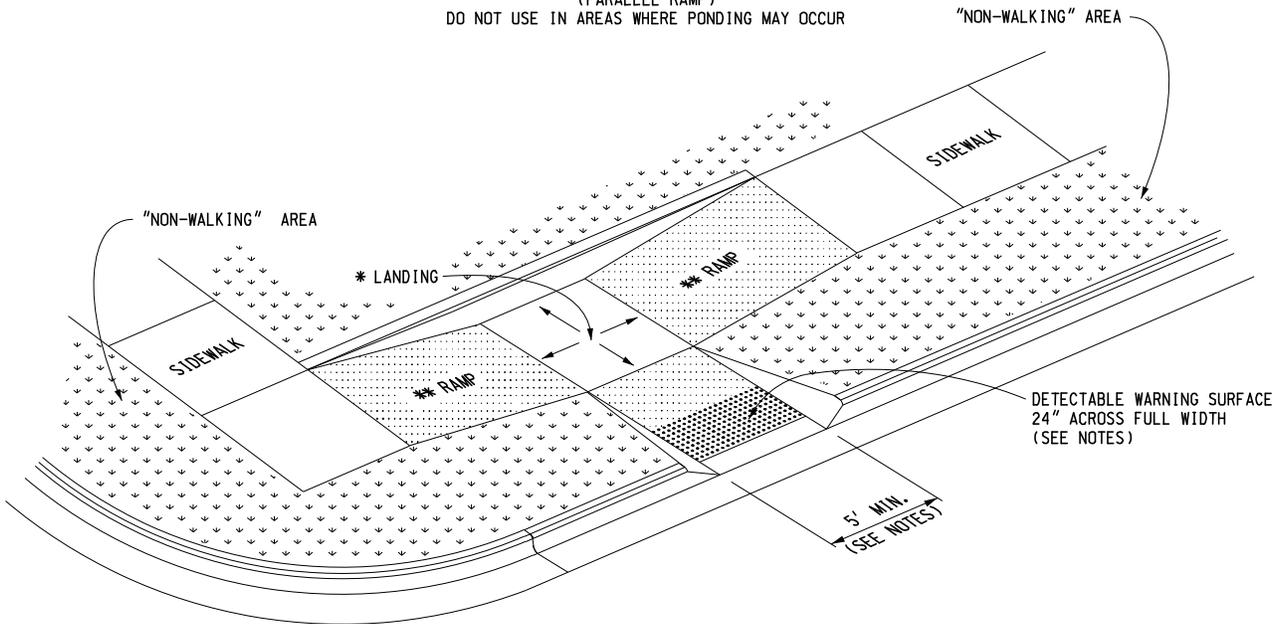 (PARALLEL RAMP)
DO NOT USE IN AREAS WHERE PONDING MAY OCCUR
"NON-WALKING" AREA
SIDEWALK
"NON-WALKING" AREA
** RAMP
* LANDING
SIDEWALK
** RAMP
DETECTABLE WARNING SURFACE
24" ACROSS FULL WIDTH
(SEE NOTES)
5' MIN.
(SEE NOTES)